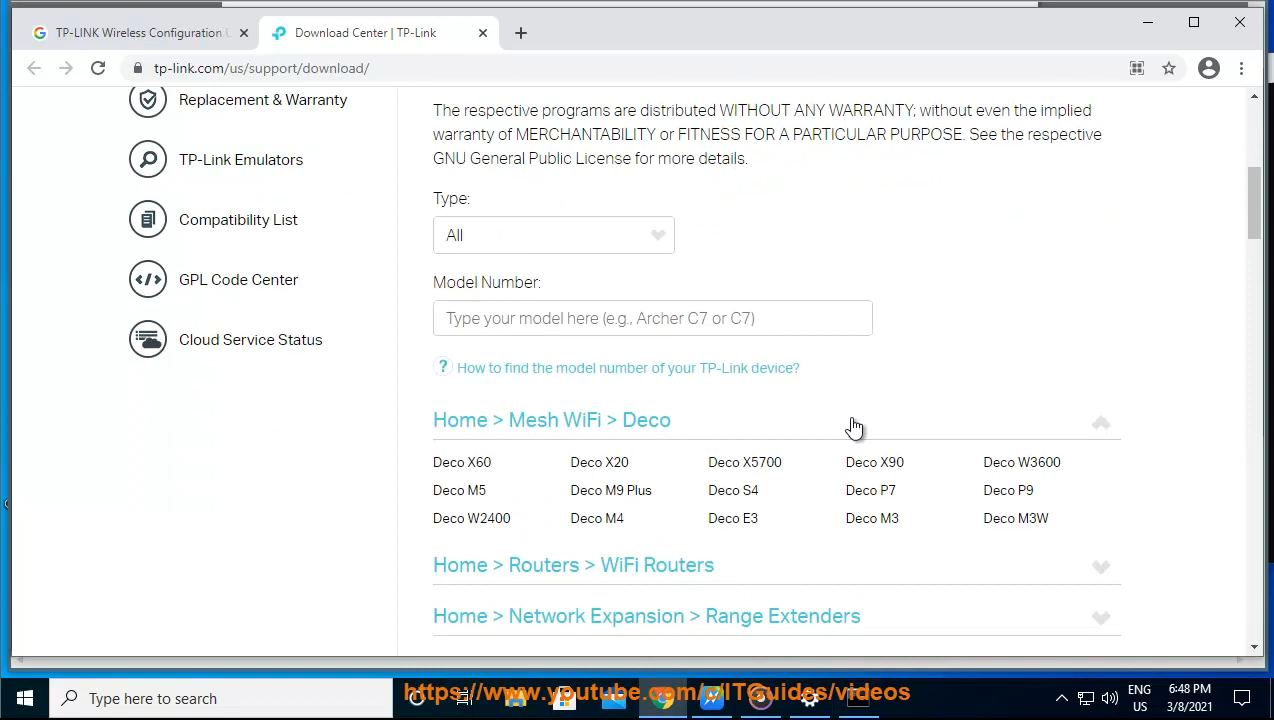 TP-LINK Wireless Configuration
Download Center | TP-Link
tp-link.com/us/support/download/
Replacement & Warranty
TP-Link Emulators
Compatibility List
GPL Code Center
Cloud Service Status
The respective programs are distributed WITHOUT ANY WARRANTY; without even the implied
warranty of MERCHANTABILITY or FITNESS FOR A PARTICULAR PURPOSE. See the respective
GNU General Public License for more details.
Type:
All
Model Number:
Type your model here (e.g., Archer C7 or C7)
? How to find the model number of your TP-Link device?
Home > Mesh WiFi > Deco
Deco X60 Deco X20 Deco X5700 Deco X90 Deco W3600
Deco M5 Deco M9 Plus Deco S4 Deco P7 Deco P9
Deco W2400 Deco M4 Deco E3 Deco M3 Deco M3W
Home > Routers > WiFi Routers
Home > Network Expansion > Range Extenders
Type here to search
ENG
US
6:48 PM
3/8/2021